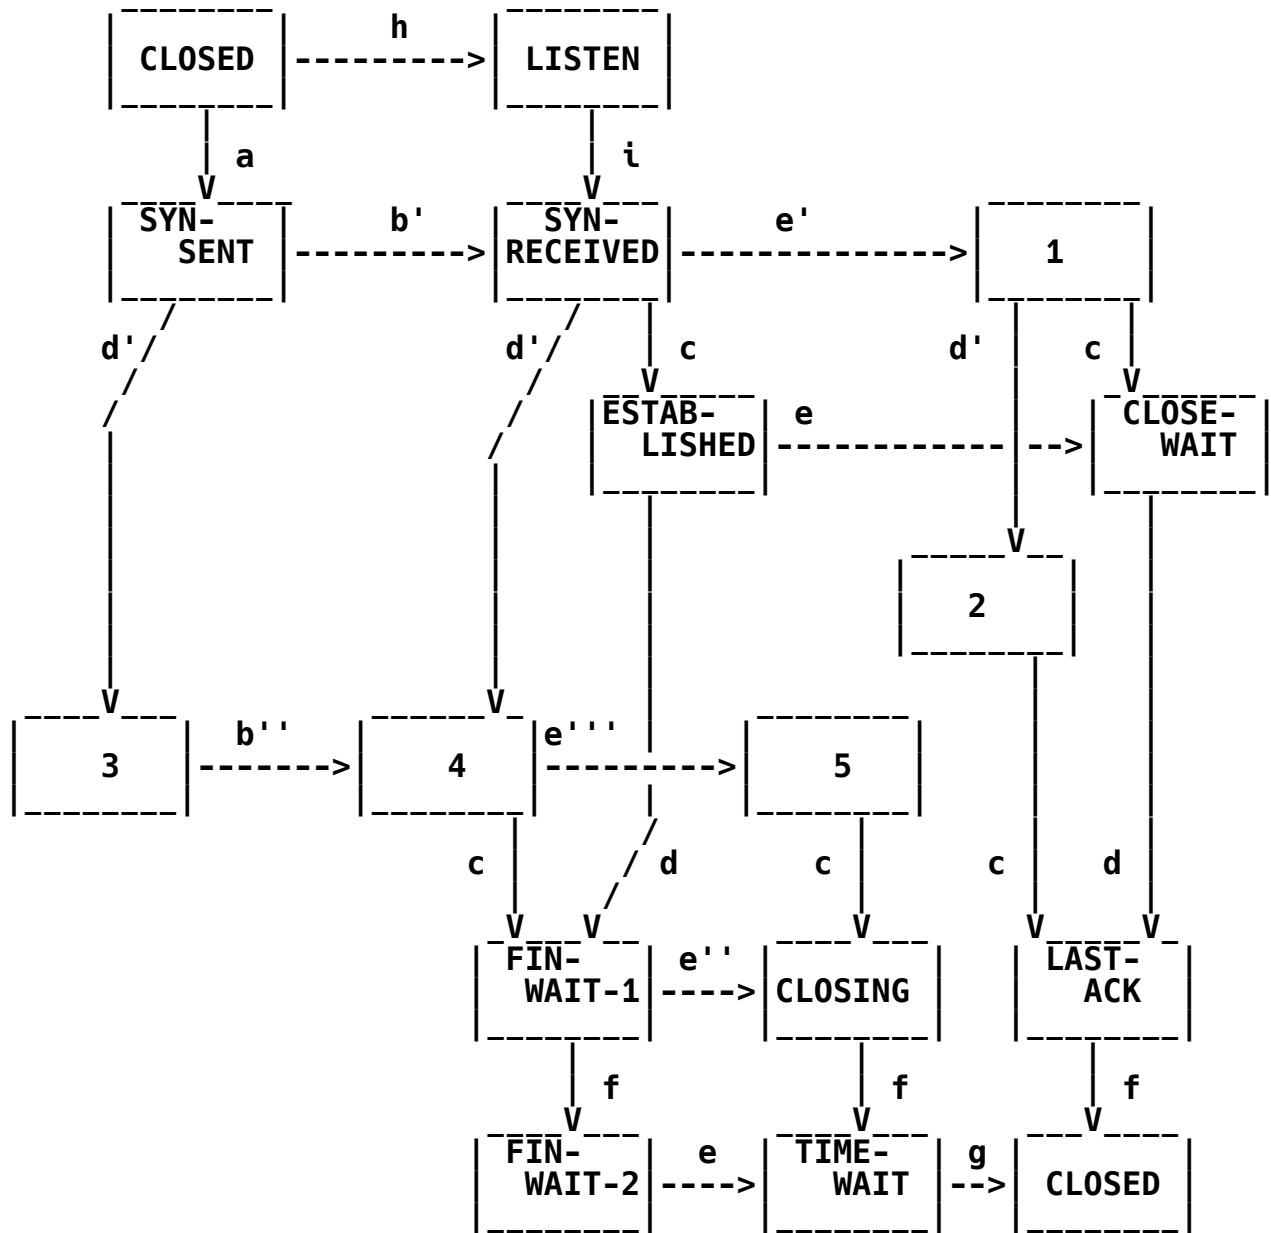 h
CLOSED --------->  LISTEN
a i
SYN- b' SYN- e'
SENT ---------> RECEIVED --------------> 1
d' d' c d' c
ESTAB- e CLOSE-
LISHED ------------ --> WAIT
2
b'' e'''
3 -------> 4 ----------> 5
c d c c d
FIN- e'' LAST-
WAIT-1 ----> CLOSING ACK
f f f
FIN- e TIME- g
WAIT-2 ----> WAIT --> CLOSED